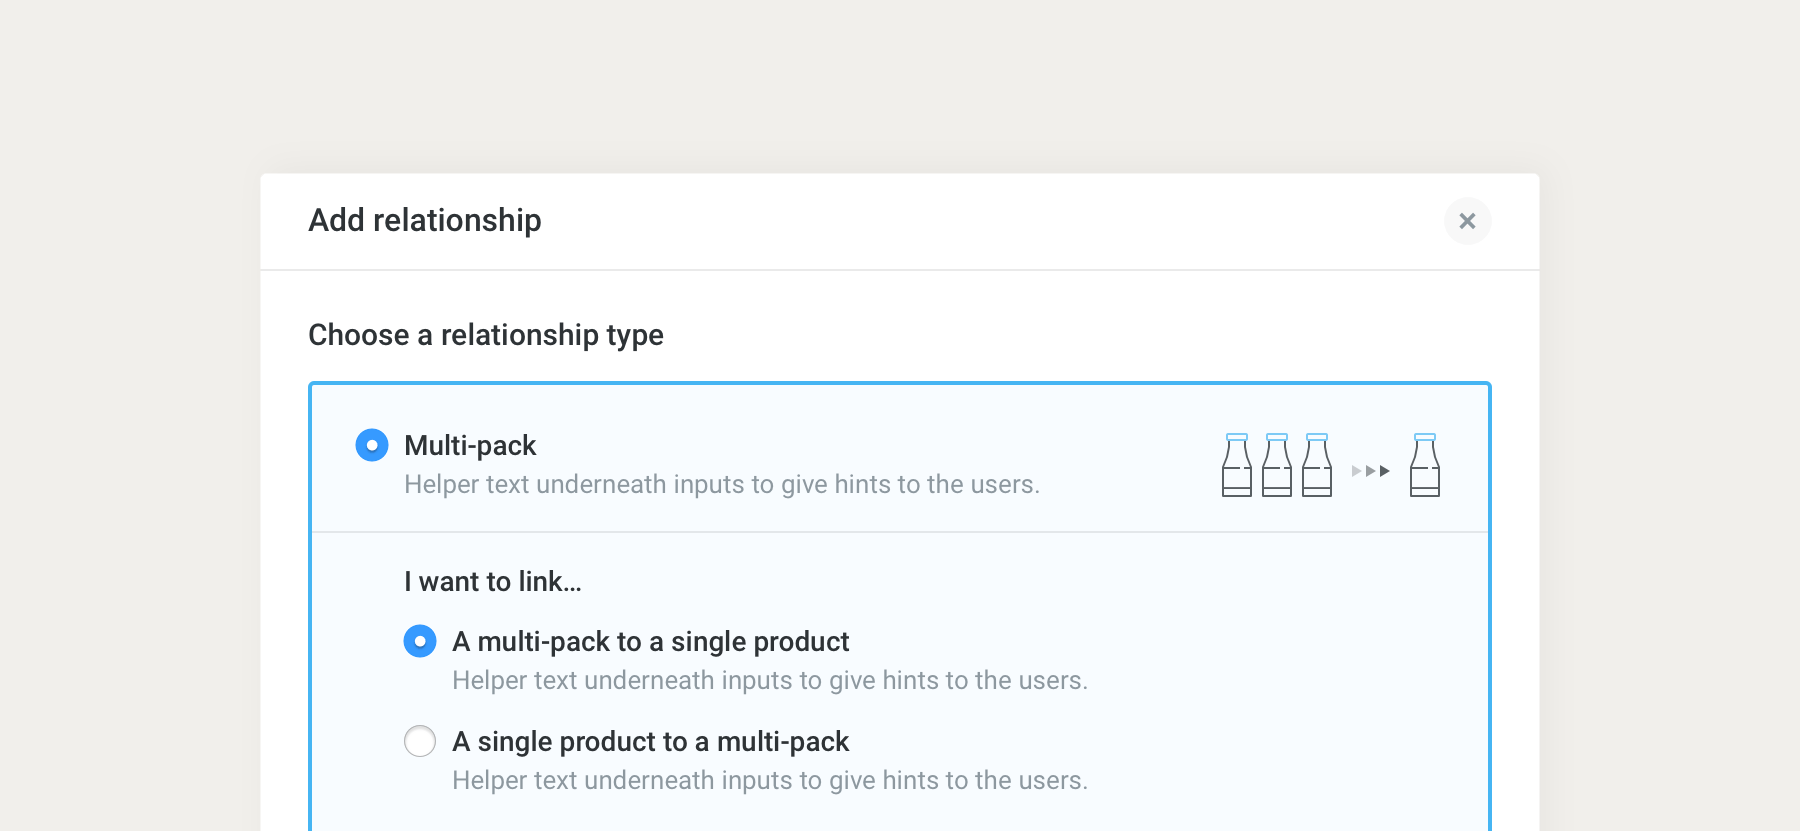 Add relationship
Choose a relationship type
Multi-pack
Helper text underneath inputs to give hints to the users.
I want to link…
A multi-pack to a single product
Helper text underneath inputs to give hints to the users.
A single product to a multi-pack
Helper text underneath inputs to give hints to the users.